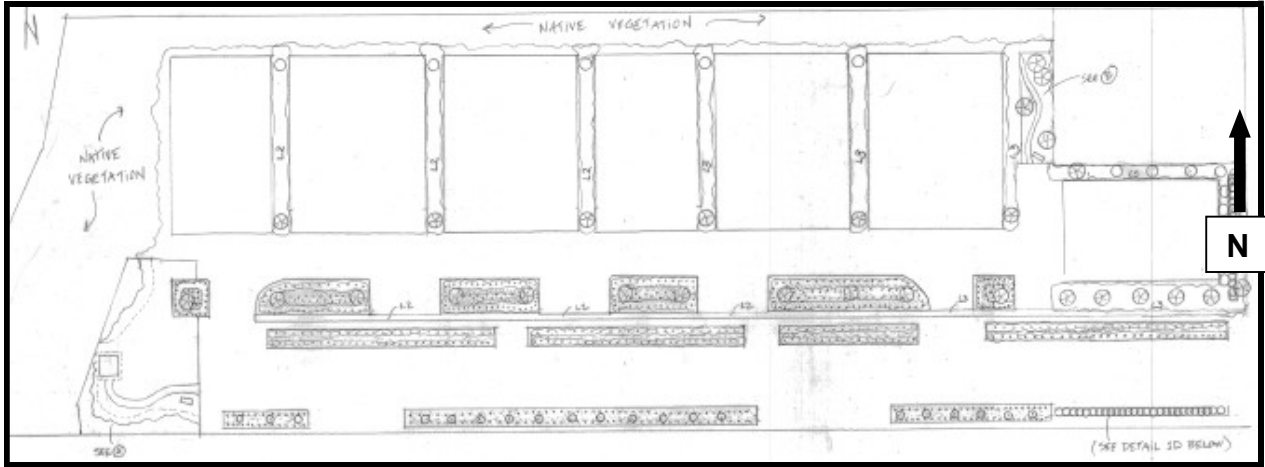 N
← NATIVE VEGETATION →
SEE
NATIVE
VEGETATION
L2
L2
L2
L3
L3
L3
N
L2
L2
L3
L3
SEE
(SEE DETAIL 1D BELOW)